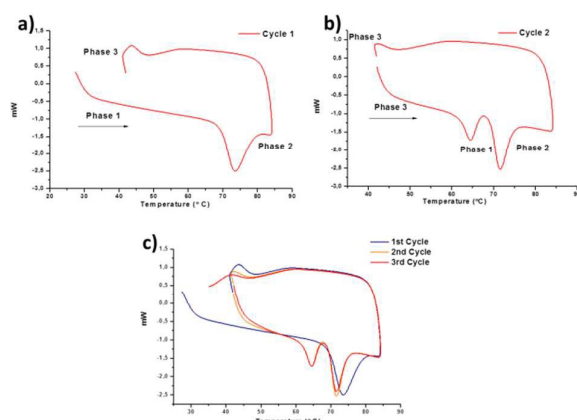 a)
Cycle 1
Phase 3
Phase 1
Phase 2
mW
1.5
1.0
0.5
0.0
-0.5
-1.0
-1.5
-2.0
-2.5
-3.0
20 30 40 50 60 70 80 90
Temperature (° C)
b)
Cycle 2
Phase 3
Phase 3
Phase 1
Phase 2
mW
1.5
1.0
0.5
0.0
-0.5
-1.0
-1.5
-2.0
-2.5
-3.0
40 50 60 70 80
Temperature (° C)
c)
1st Cycle
2nd Cycle
3rd Cycle
mW
1.5
1.0
0.5
0.0
-0.5
-1.0
-1.5
-2.0
-2.5
30 40 50 60 70 80 90